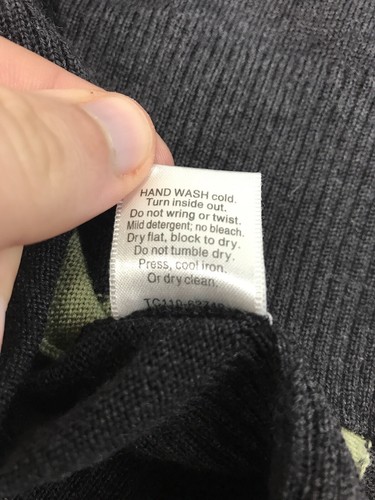 HAND WASH cold.
Turn inside out.
Do not wring or twist.
Mild detergent; no bleach.
Dry flat, block to dry.
Do not tumble dry.
Press, cool iron.
Or dry clean.